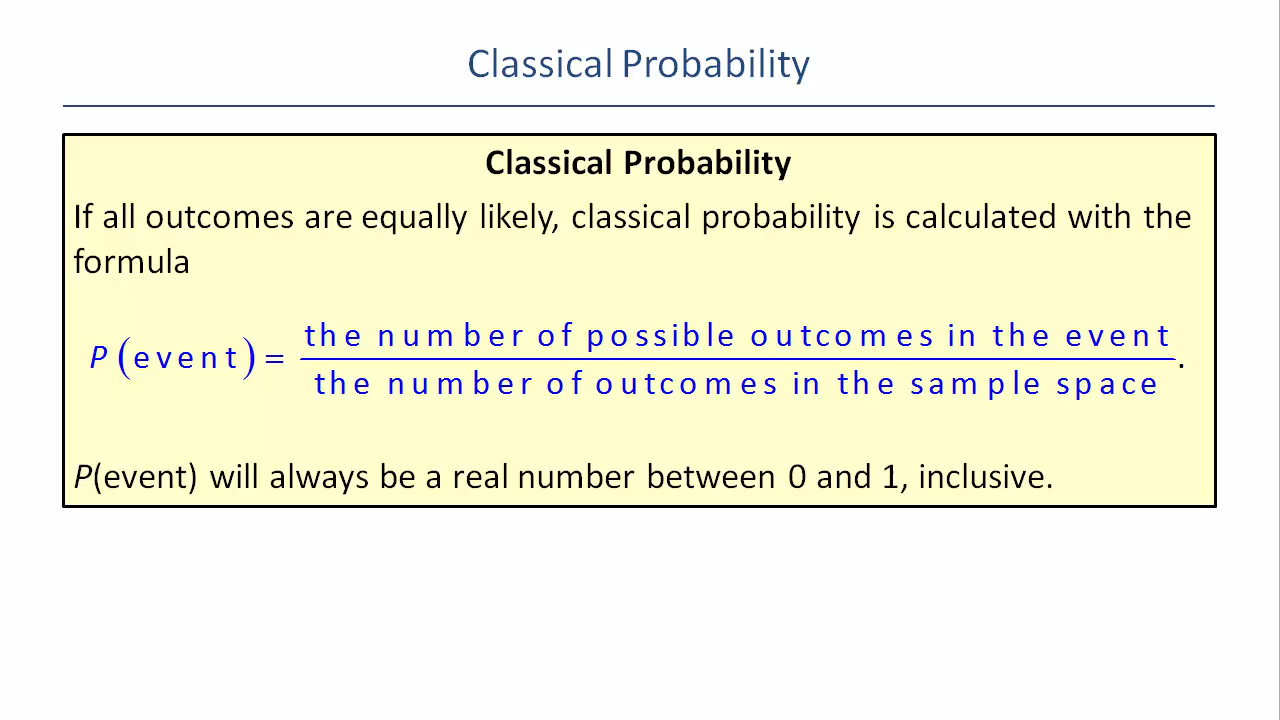 Classical Probability
Classical Probability
If all outcomes are equally likely, classical probability is calculated with the
formula
P(event) = the number of possible outcomes in the event
the number of outcomes in the sample space.
P(event) will always be a real number between 0 and 1, inclusive.